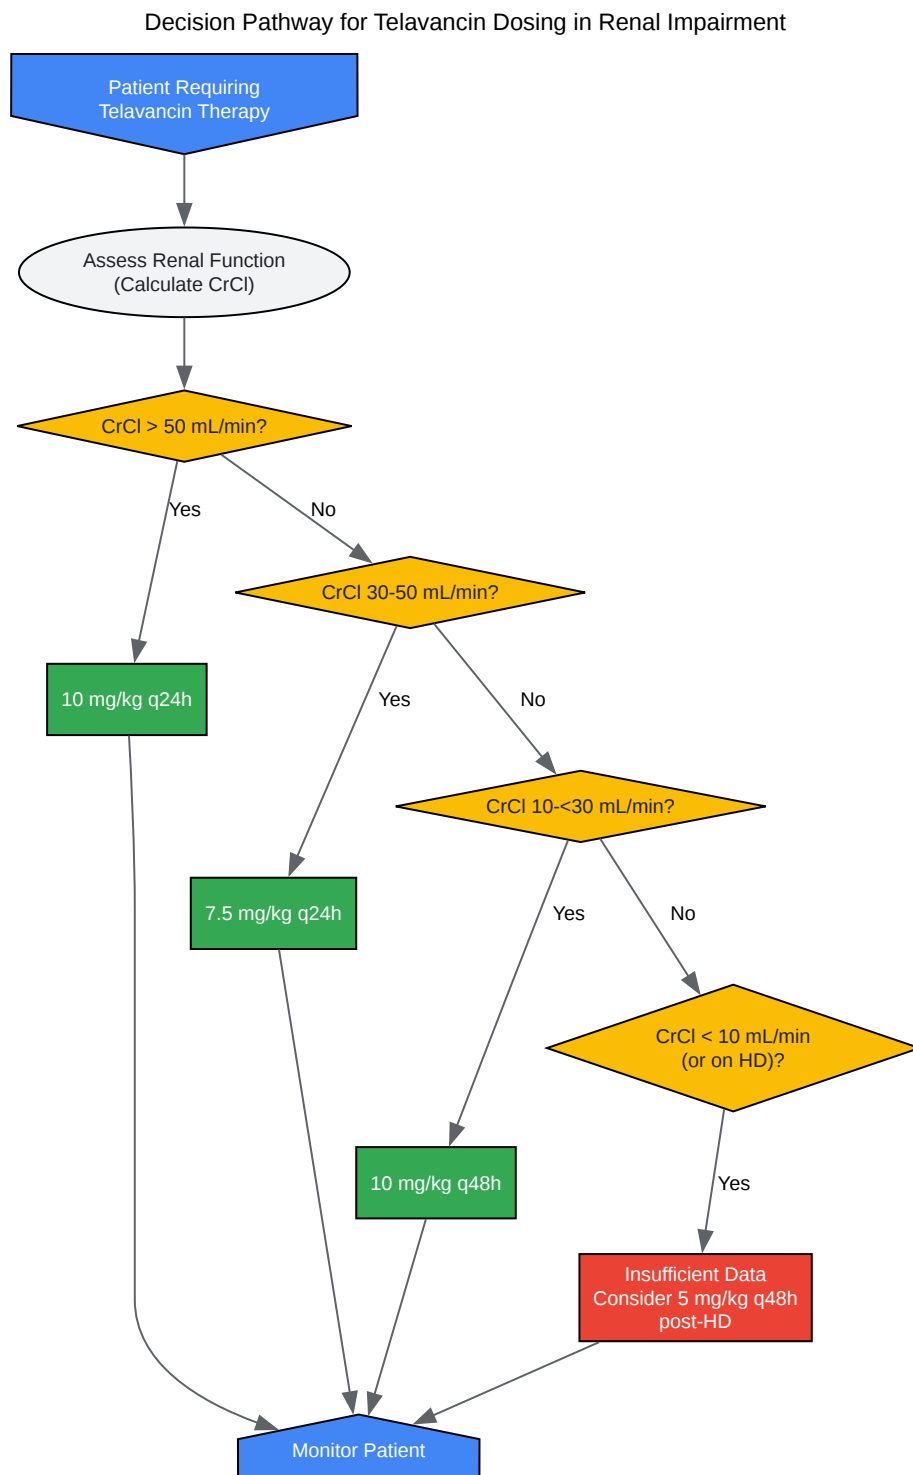 Decision Pathway for Telavancin Dosing in Renal Impairment
Patient Requiring
Telavancin Therapy
Assess Renal Function
(Calculate CrCl)
CrCl > 50 mL/min?
Yes
No
CrCl 30-50 mL/min?
10 mg/kg q24h
Yes
No
CrCl 10-<30 mL/min?
7.5 mg/kg q24h
Yes
No
CrCl < 10 mL/min
(or on HD)?
10 mg/kg q48h
Yes
Insufficient Data
Consider 5 mg/kg q48h
post-HD
Monitor Patient